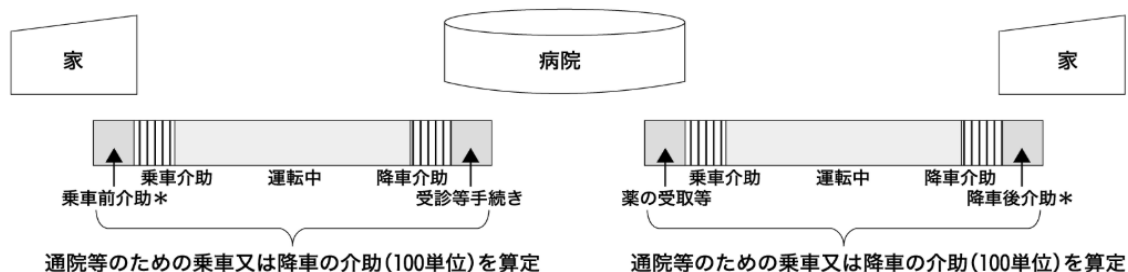 家
病院
家
乗車介助
運転中
降車介助
乗車介助
運転中
降車介助
乗車前介助＊
受診等手続き
薬の受取等
降車後介助＊
通院等のための乗車又は降車の介助（100単位）を算定
通院等のための乗車又は降車の介助（100単位）を算定